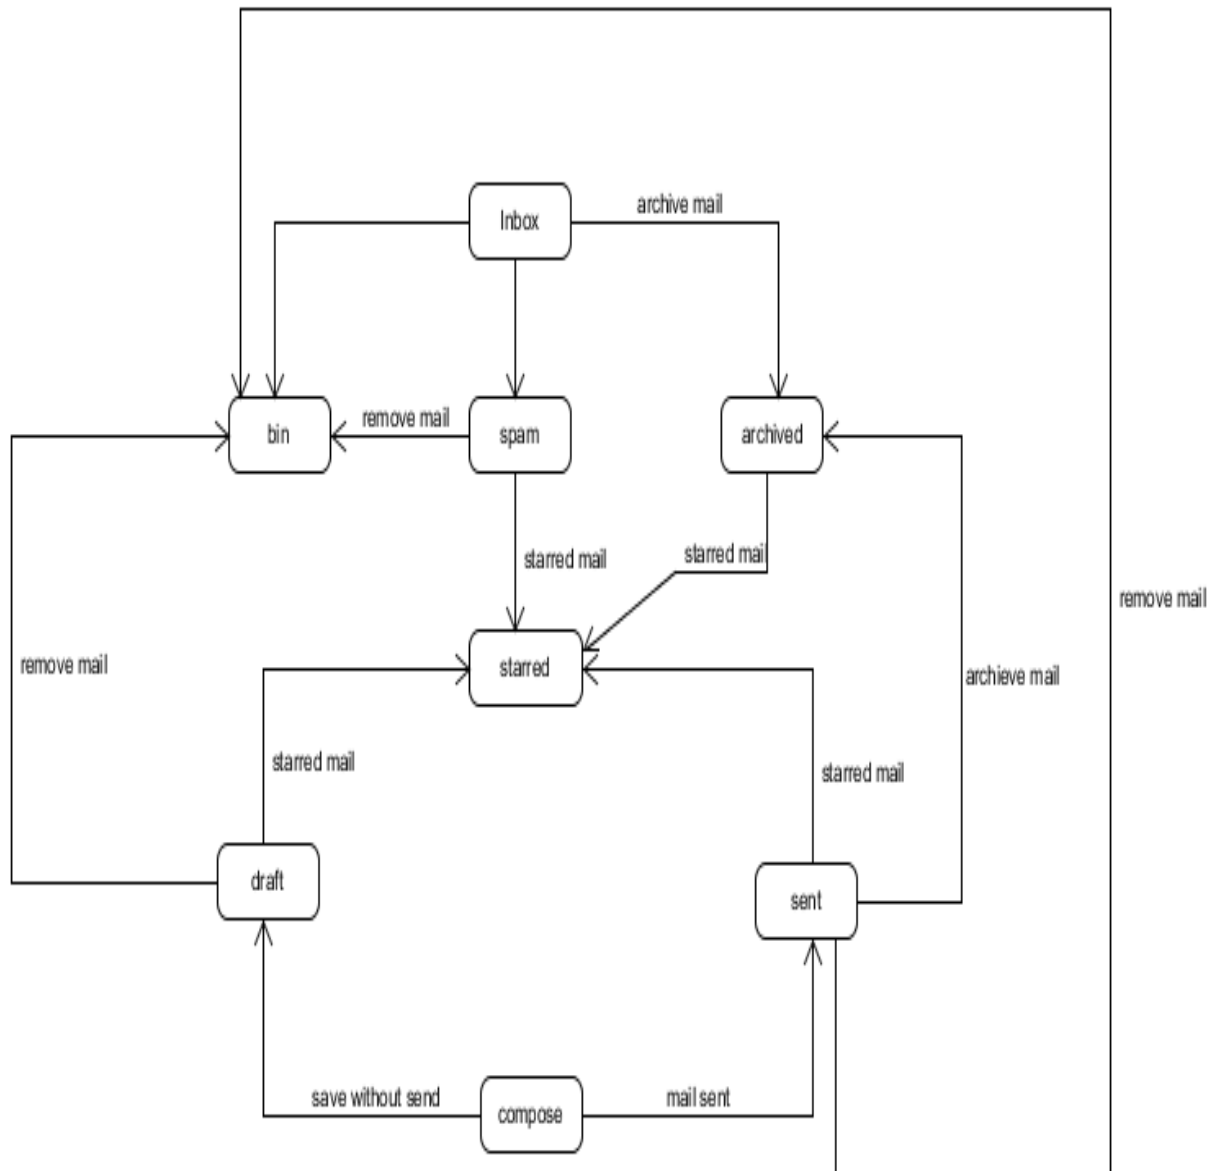 archive mail
Inbox
remove mail
bin
spam
archived
starred mail
starred mail
remove mail
remove mail
starred
archieve mail
starred mail
starred mail
draft
sent
save without send
mail sent
compose